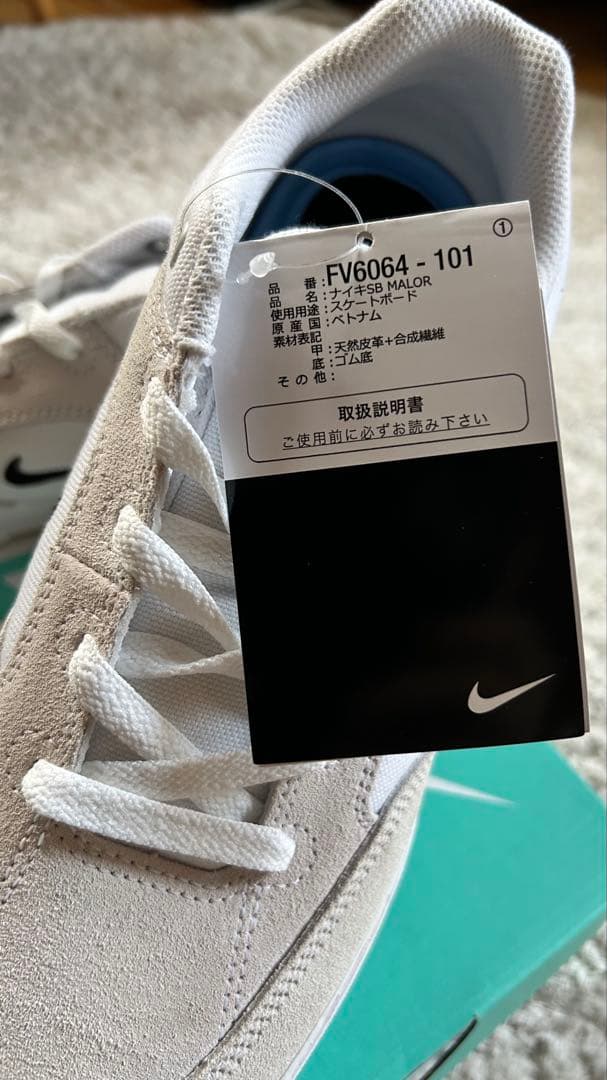 ①
品 番：FV6064 - 101
品 名：ナイキSB MALOR
使用用途：スケートボード
原 産 国：ベトナム
素材表記
甲：天然皮革+合成繊維
底：ゴム底
そ の 他：
取扱説明書
ご使用前に必ずお読み下さい